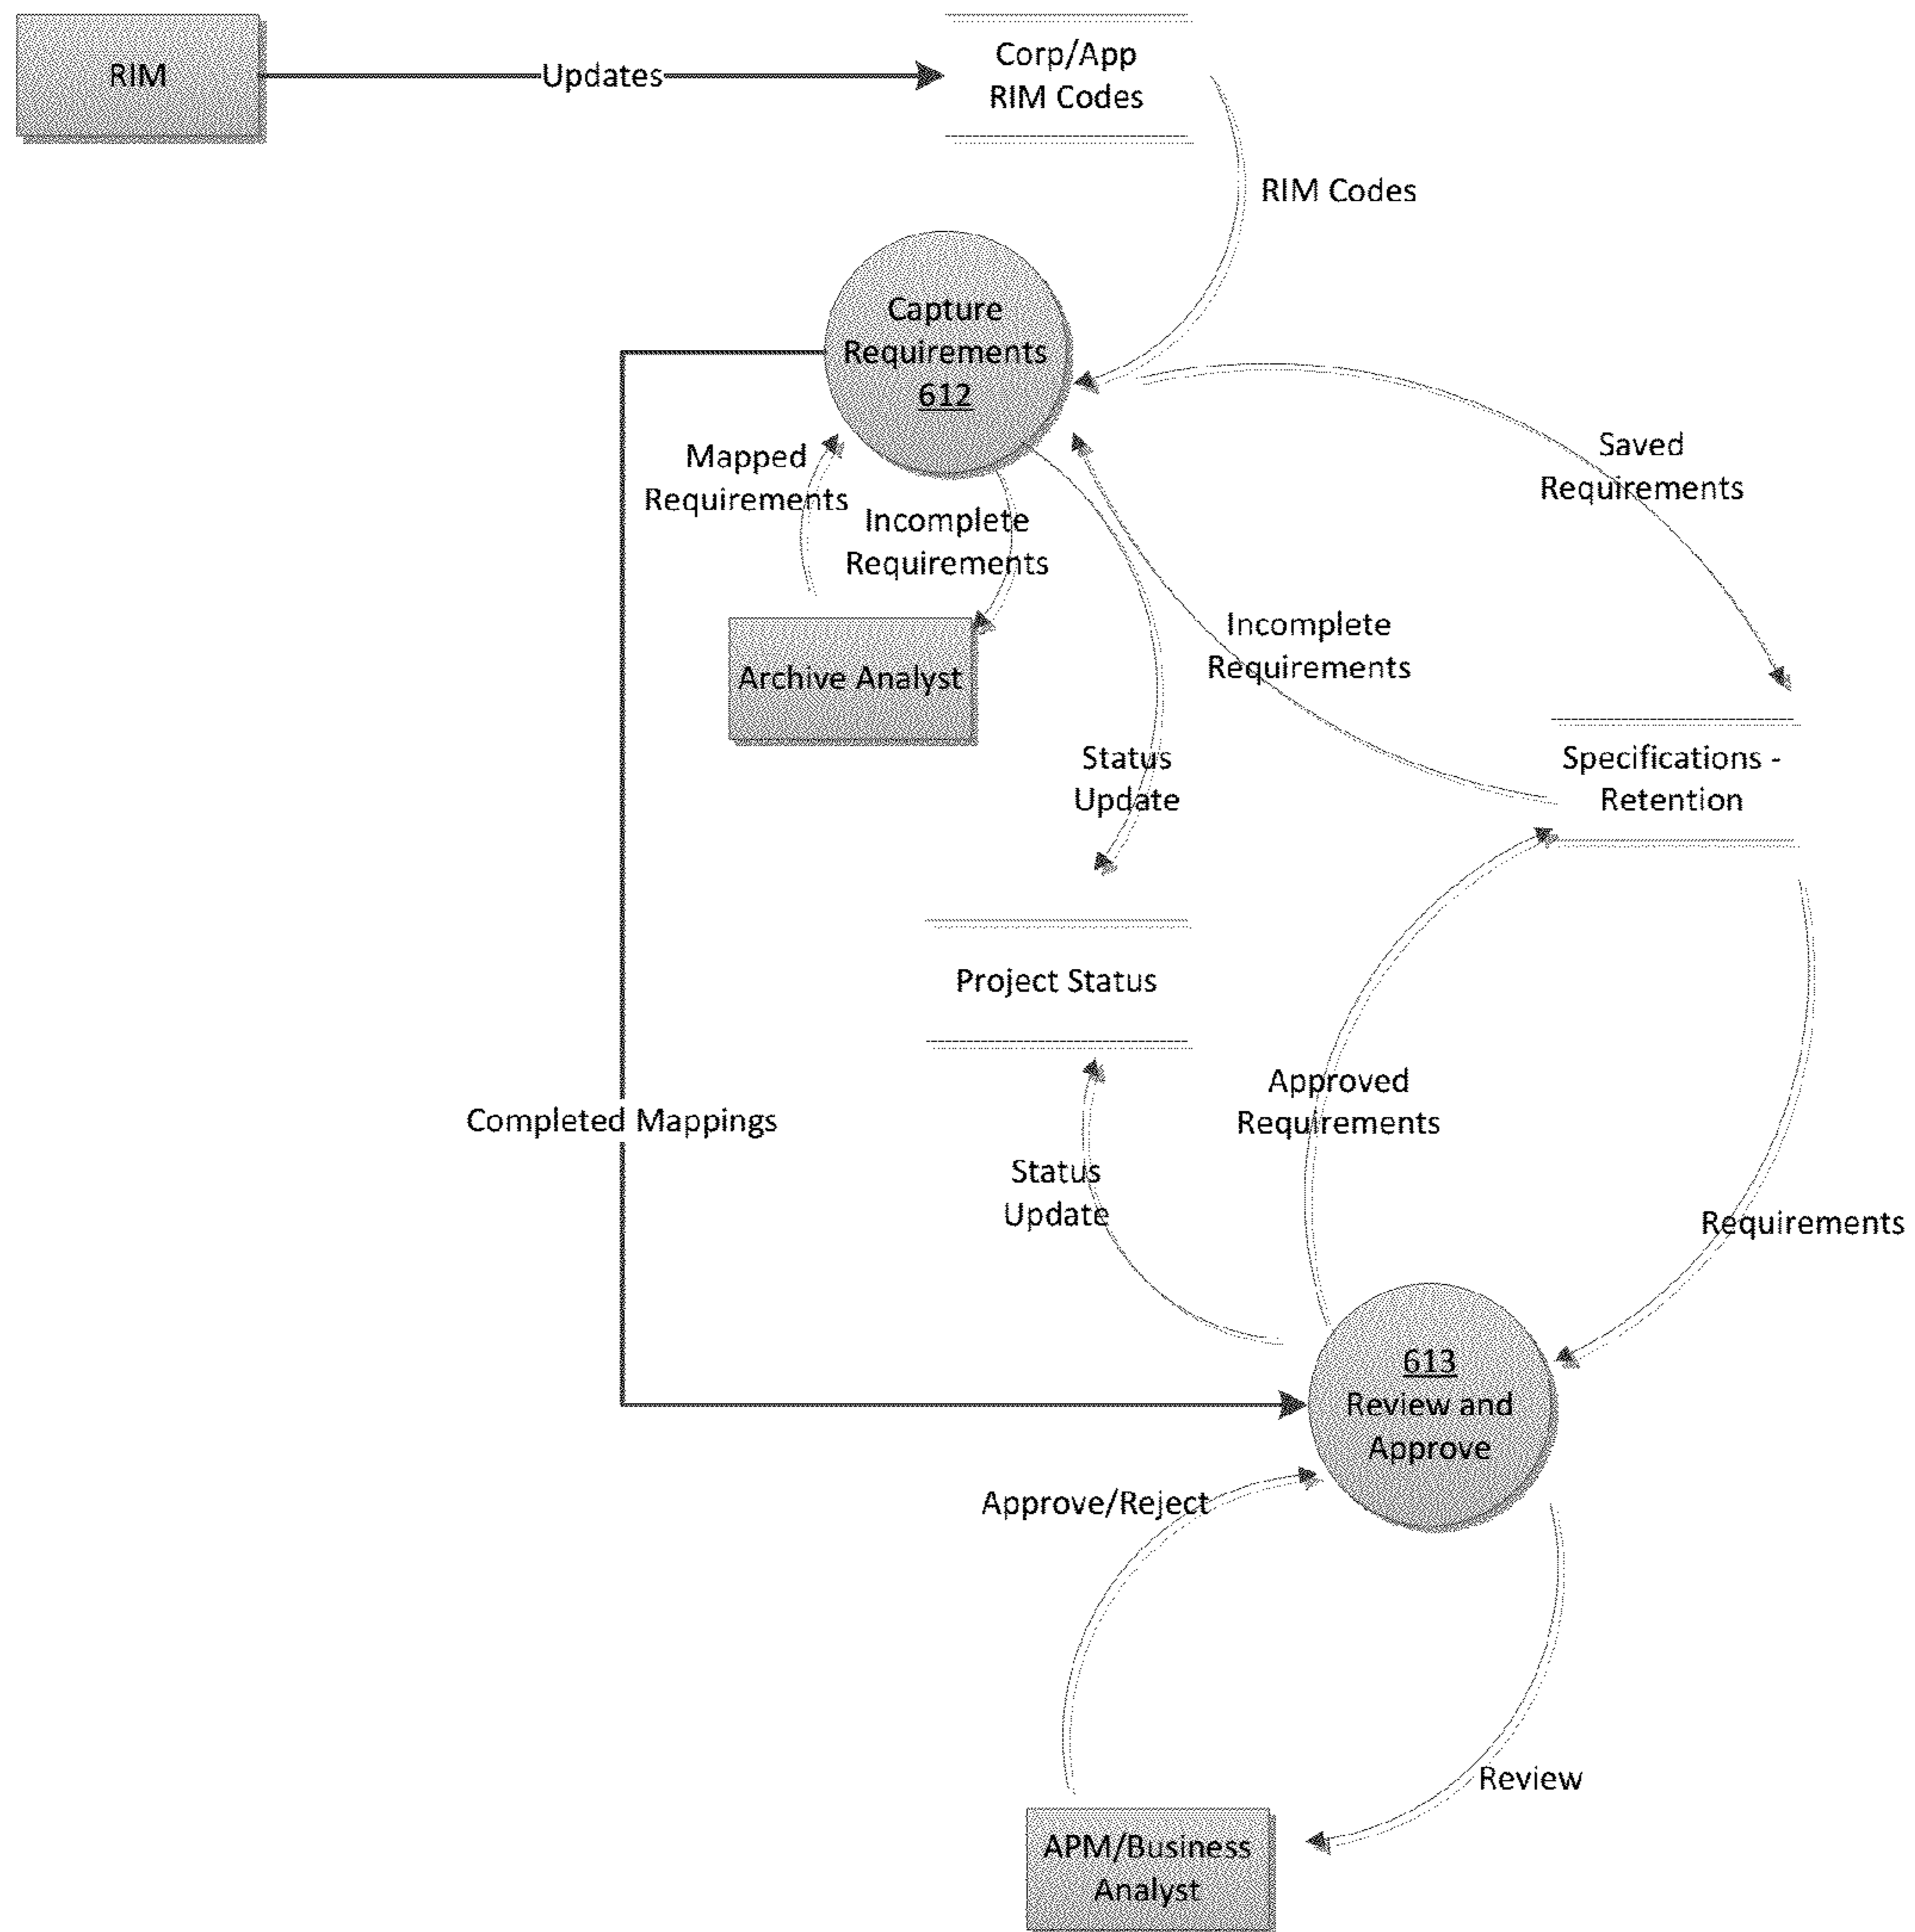 RIM
Updates
Corp/App
RIM Codes
RIM Codes
Capture
Requirements
612
Saved
Requirements
Mapped
Requirements
Incomplete
Requirements
Incomplete
Requirements
Archive Analyst
Status
Update
Specifications -
Retention
Project Status
Approved
Requirements
Completed Mappings
Status
Update
Requirements
613
Review and
Approve
Approve/Reject
Review
APM/Business
Analyst